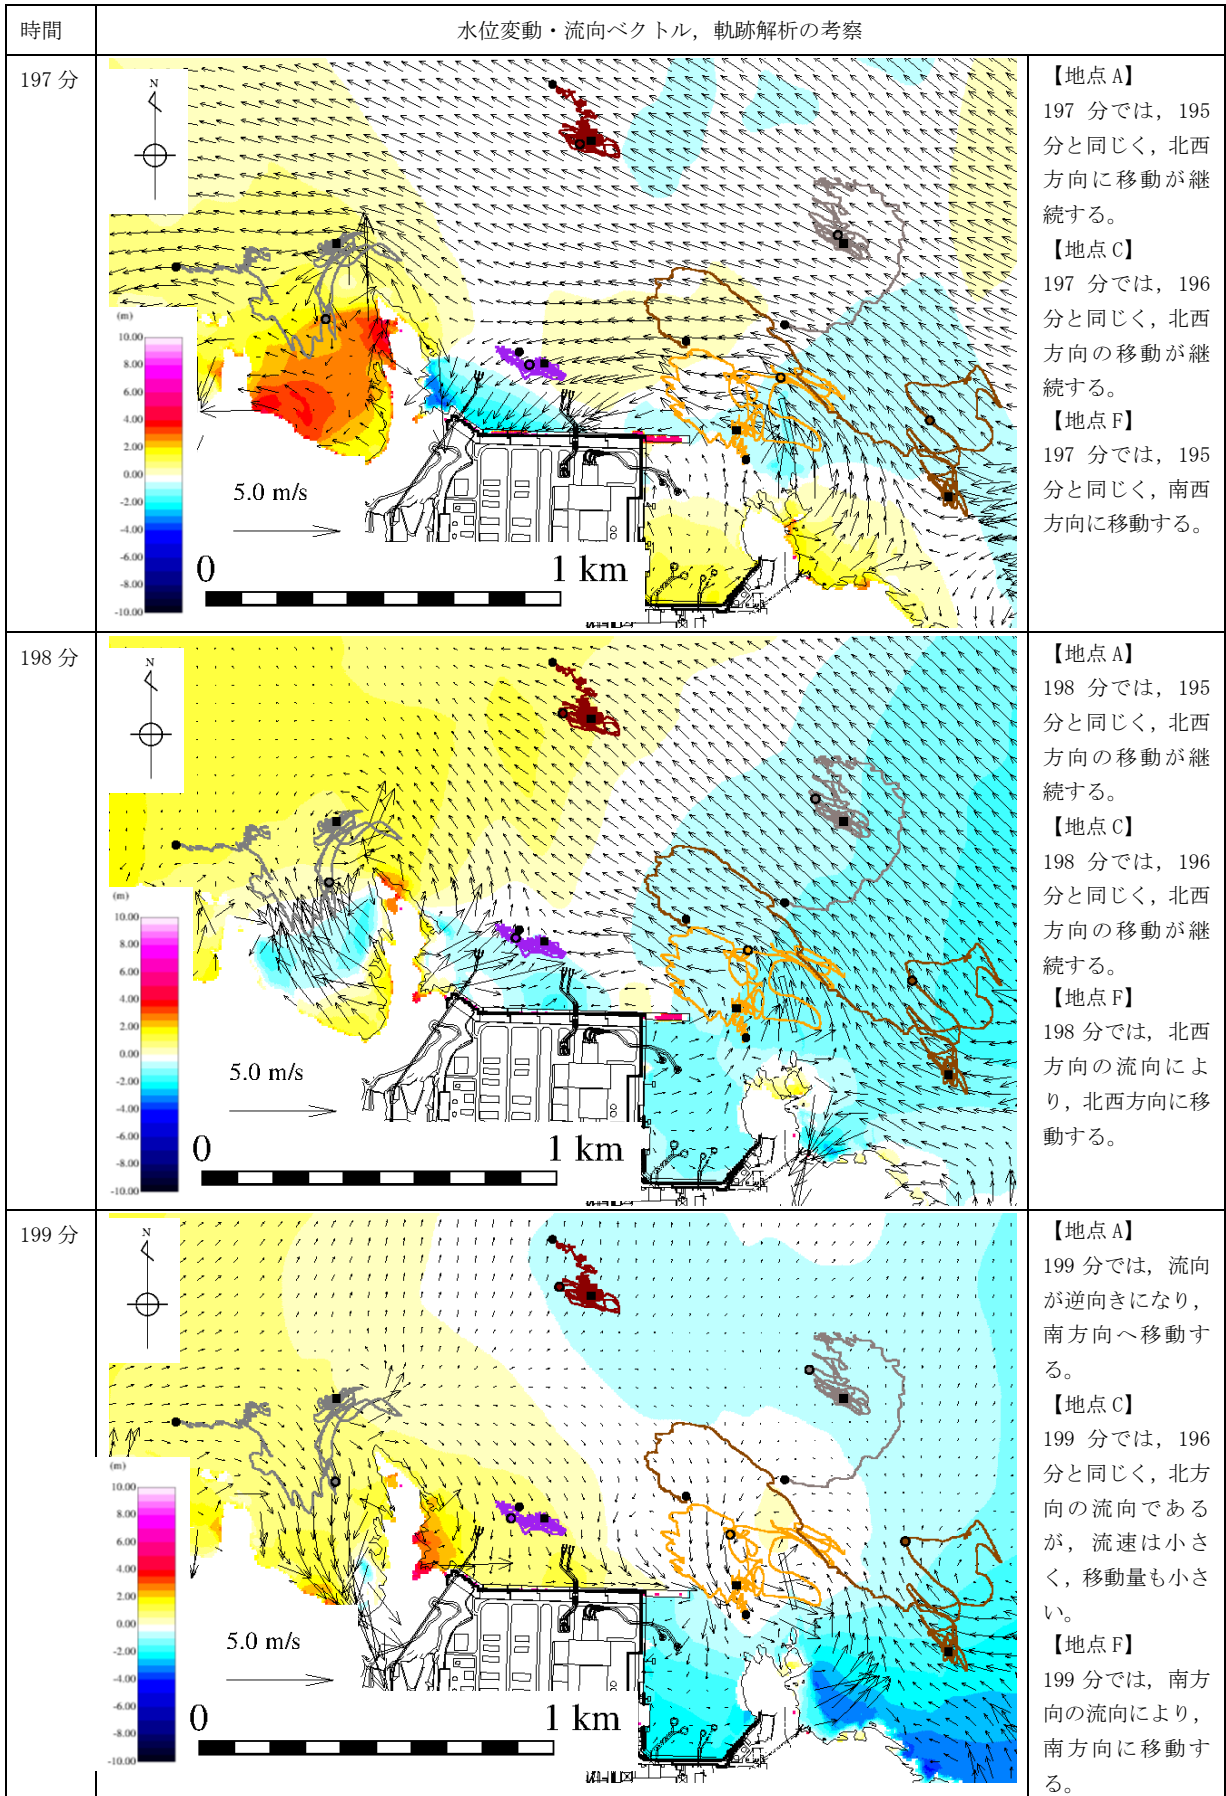 時間
水位変動・流向ベクトル，軌跡解析の考察
197 分
N
(m)
10.00
8.00
6.00
4.00
2.00
0.00
-2.00
-4.00
-6.00
-8.00
-10.00
5.0 m/s
0
1 km
【地点 A】
197 分では，195
分と同じく，北西
方向に移動が継
続する。
【地点 C】
197 分では，196
分と同じく，北西
方向の移動が継
続する。
【地点 F】
197 分では，195
分と同じく，南西
方向に移動する。
198 分
N
(m)
10.00
8.00
6.00
4.00
2.00
0.00
-2.00
-4.00
-6.00
-8.00
-10.00
5.0 m/s
0
1 km
【地点 A】
198 分では，195
分と同じく，北西
方向の移動が継
続する。
【地点 C】
198 分では，196
分と同じく，北西
方向の移動が継
続する。
【地点 F】
198 分では，北西
方向の流向によ
り，北西方向に移
動する。
199 分
N
(m)
10.00
8.00
6.00
4.00
2.00
0.00
-2.00
-4.00
-6.00
-8.00
-10.00
5.0 m/s
0
1 km
【地点 A】
199 分では，流向
が逆向きになり，
南方向へ移動す
る。
【地点 C】
199 分では，196
分と同じく，北方
向の流向である
が，流速は小さ
く，移動量も小さ
い。
【地点 F】
199 分では，南方
向の流向により，
南方向に移動す
る。